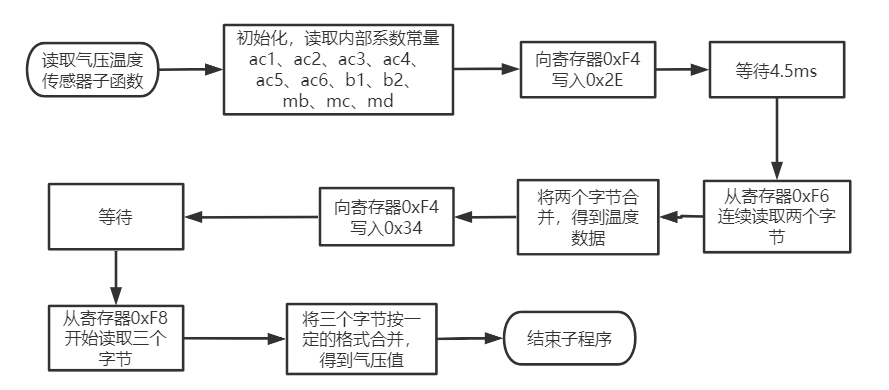 读取气压温度
传感器子函数
初始化，读取内部系数常量
ac1、ac2、ac3、ac4、
ac5、ac6、b1、b2、
mb、mc、md
向寄存器0xF4
写入0x2E
等待4.5ms
从寄存器0xF6
连续读取两个字
节
将两个字节合
并，得到温度
数据
向寄存器0xF4
写入0x34
等待
从寄存器0xF8
开始读取三个
字节
将三个字节按一
定的格式合并，
得到气压值
结束子程序